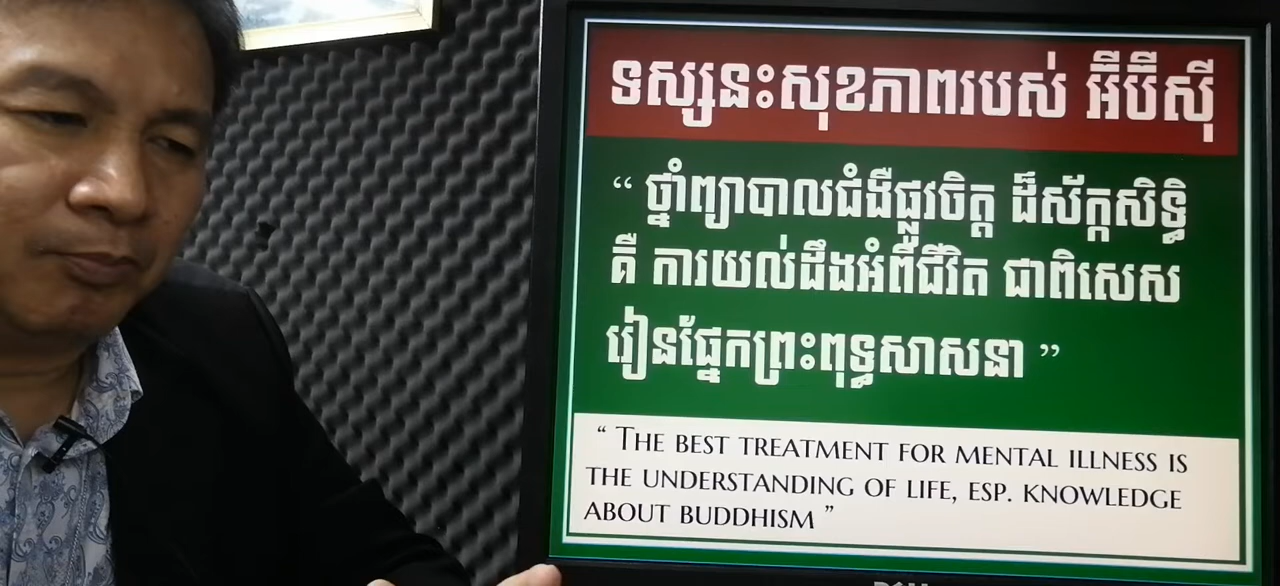 ទស្សនះសុខភាពរបស់ អ៊ីប៊ីស៊ី
“ ថ្នាំព្យាបាលជំងឺផ្លូវចិត្ត ដ៏ស័ក្កសិទ្ធិ
គឺ ការយល់ដឹងអំពីជីវិត ជាពិសេស
រៀនផ្នែកព្រះពុទ្ធសាសនា ”
“ THE BEST TREATMENT FOR MENTAL ILLNESS IS
THE UNDERSTANDING OF LIFE, ESP. KNOWLEDGE
ABOUT BUDDHISM ”